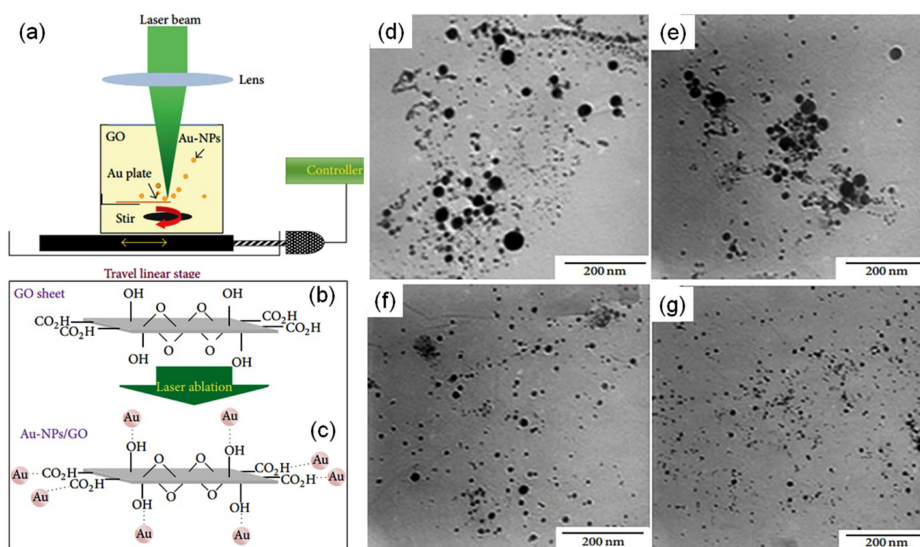 (a)
Laser beam
Lens
GO
Au-NPs
Au plate
Stir
Controller
Travel linear stage
GO sheet
(b)
OH
OH
O
O
CO₂H
CO₂H
CO₂H
CO₂H
O
O
OH
OH
Laser ablation
Au-NPs/GO
(c)
Au
Au
OH
OH
O
O
Au
CO₂H
CO₂H
Au
Au
CO₂H
CO₂H
Au
O
O
OH
OH
Au
Au
(d)
200 nm
(e)
200 nm
(f)
200 nm
(g)
200 nm